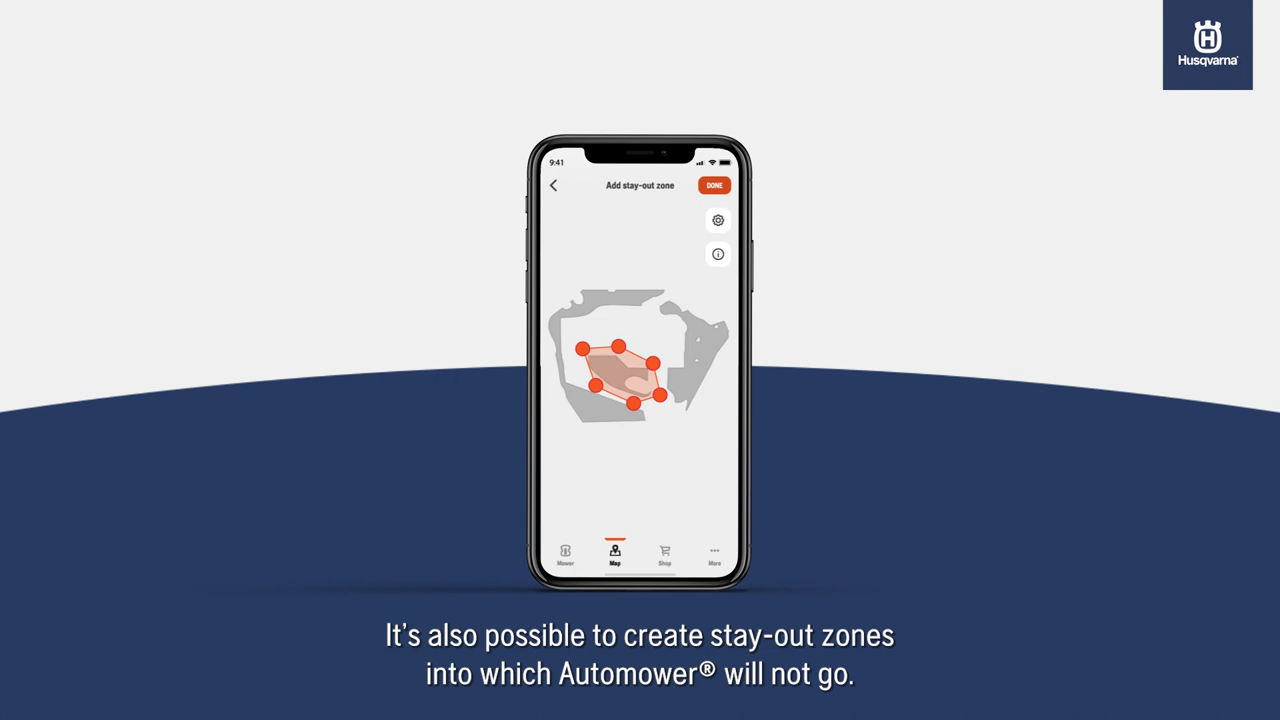 Husqvarna
9:41
Add stay-out zone
DONE
Mower
Map
Shop
More
It's also possible to create stay-out zones
into which Automower® will not go.